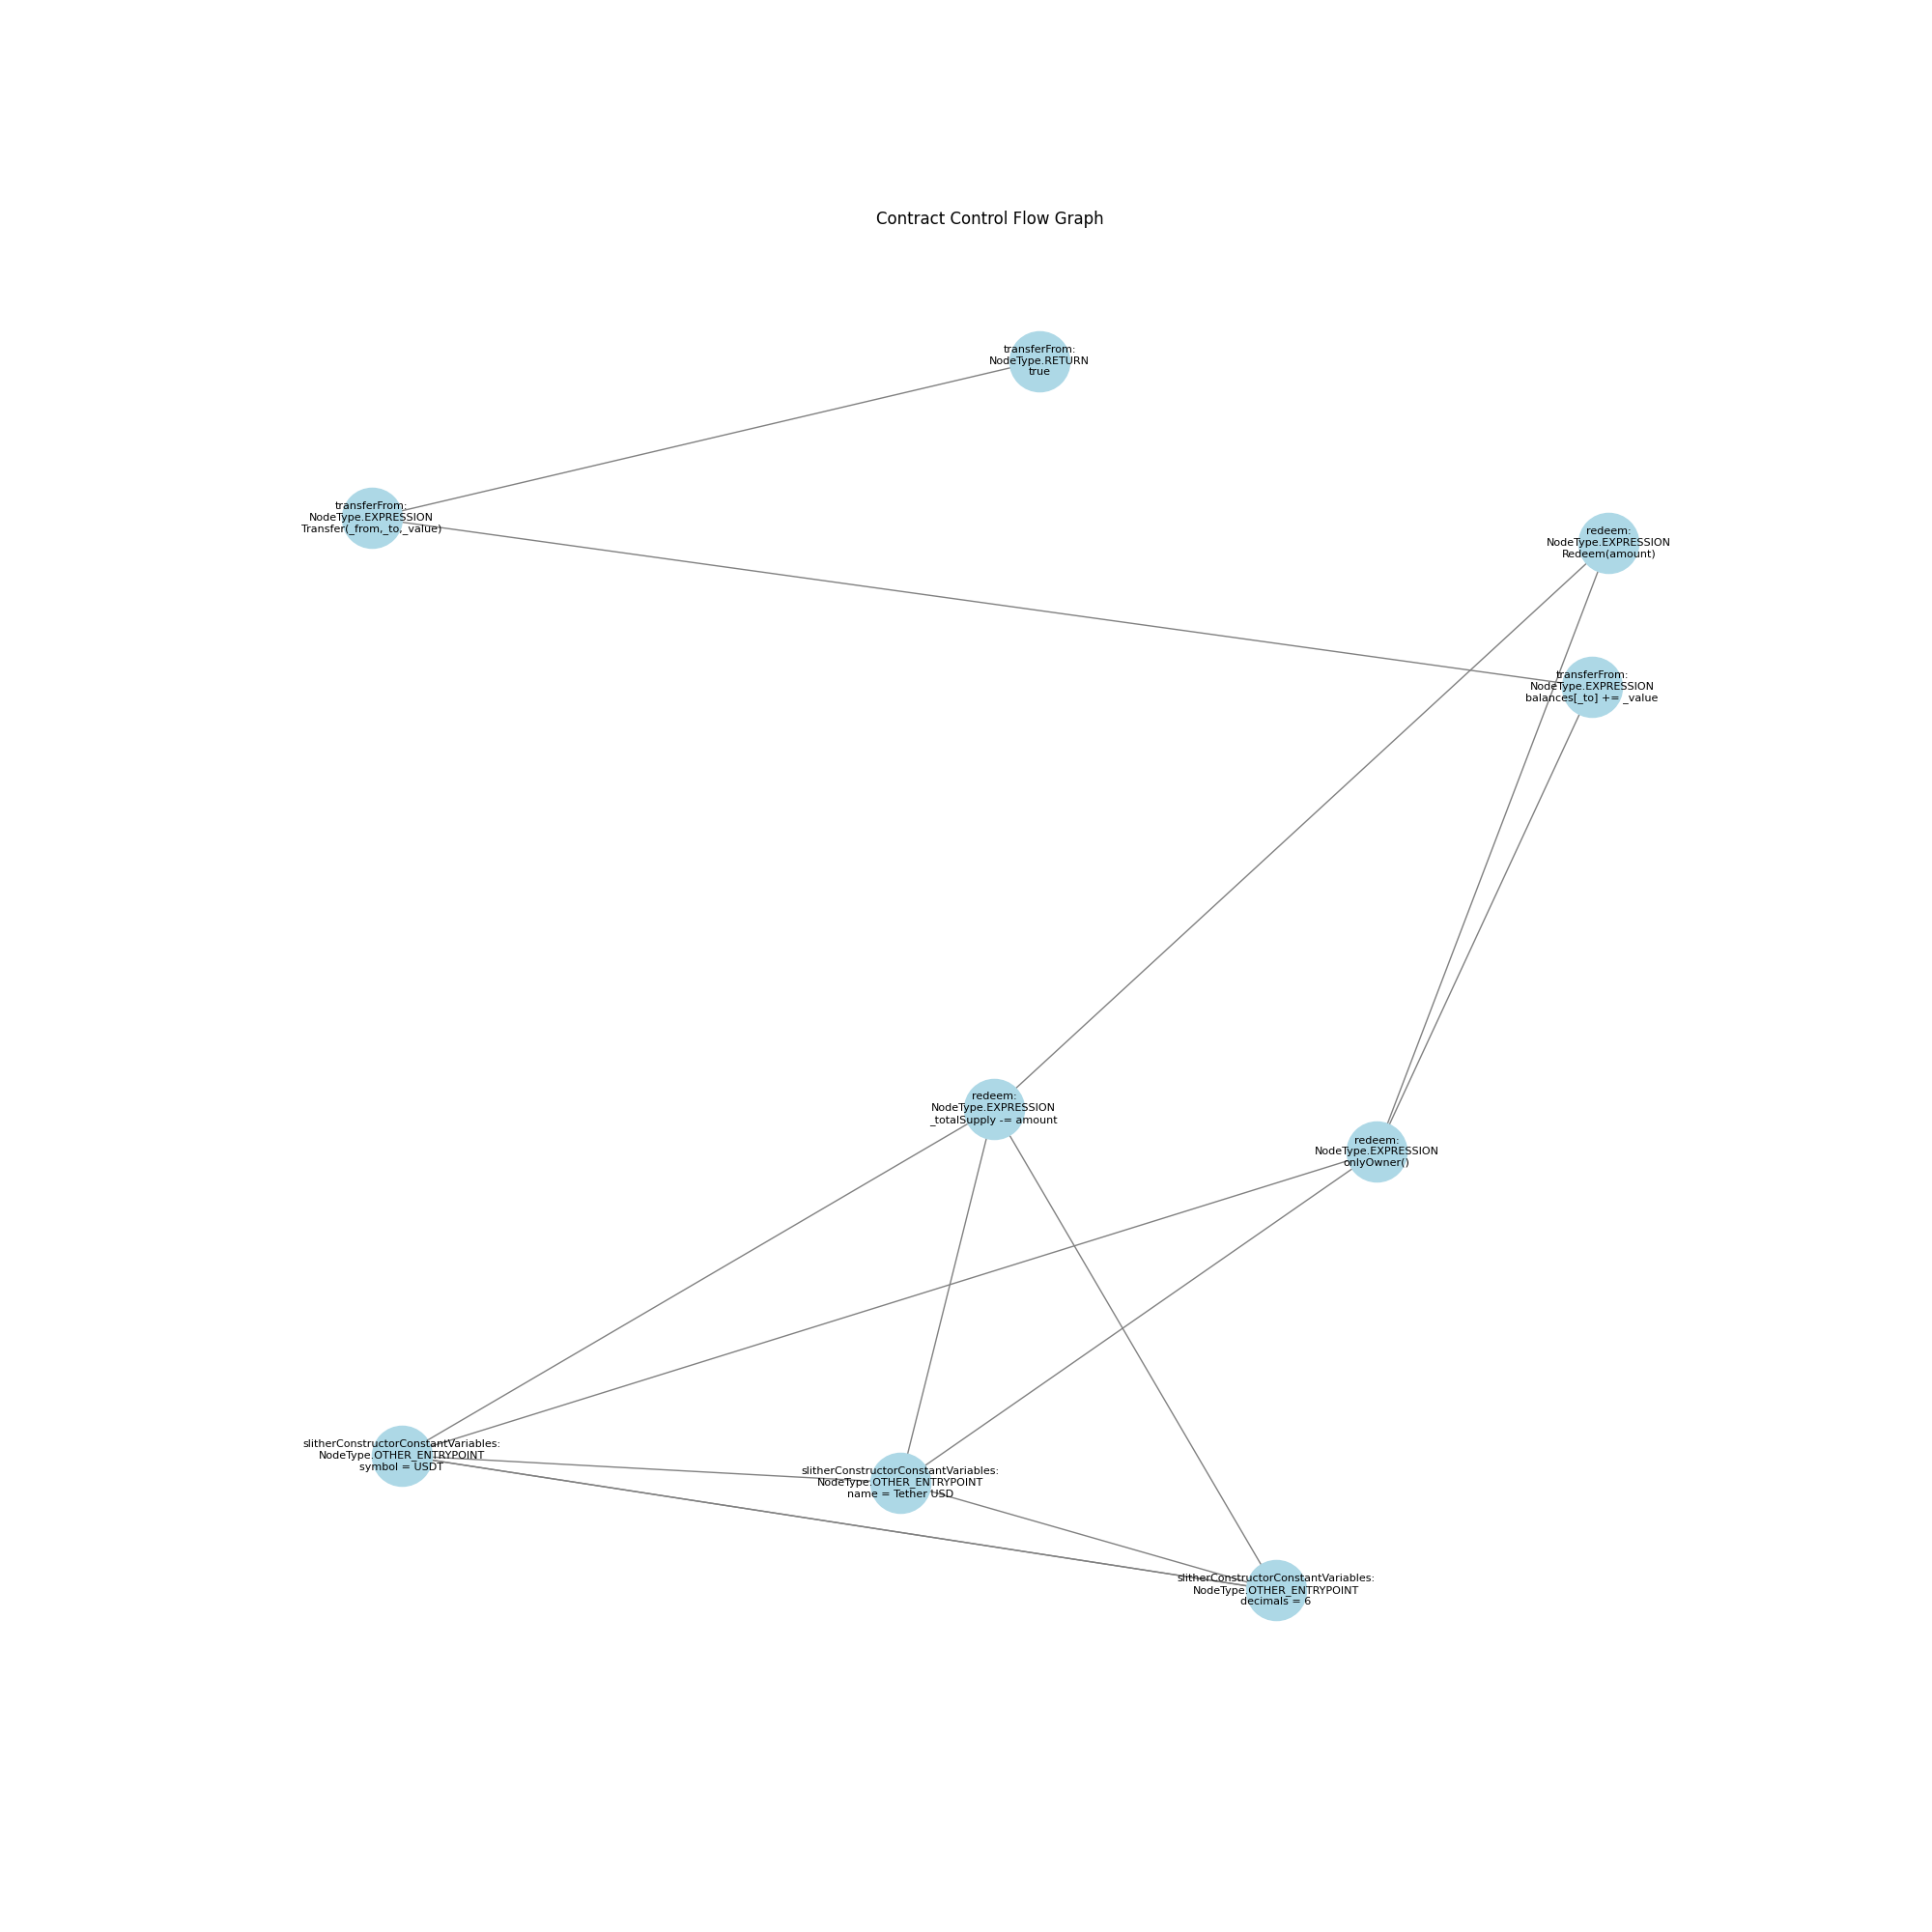 Contract Control Flow Graph
transferFrom:
NodeType.RETURN
true
transferFrom:
NodeType.EXPRESSION
Transfer(_from,_to,_value)
redeem:
NodeType.EXPRESSION
Redeem(amount)
transferFrom:
NodeType.EXPRESSION
balances[_to] += _value
redeem:
NodeType.EXPRESSION
_totalSupply -= amount
redeem:
NodeType.EXPRESSION
onlyOwner()
slitherConstructorConstantVariables:
NodeType.OTHER_ENTRYPOINT
symbol = USDT
slitherConstructorConstantVariables:
NodeType.OTHER_ENTRYPOINT
name = Tether USD
slitherConstructorConstantVariables:
NodeType.OTHER_ENTRYPOINT
decimals = 6